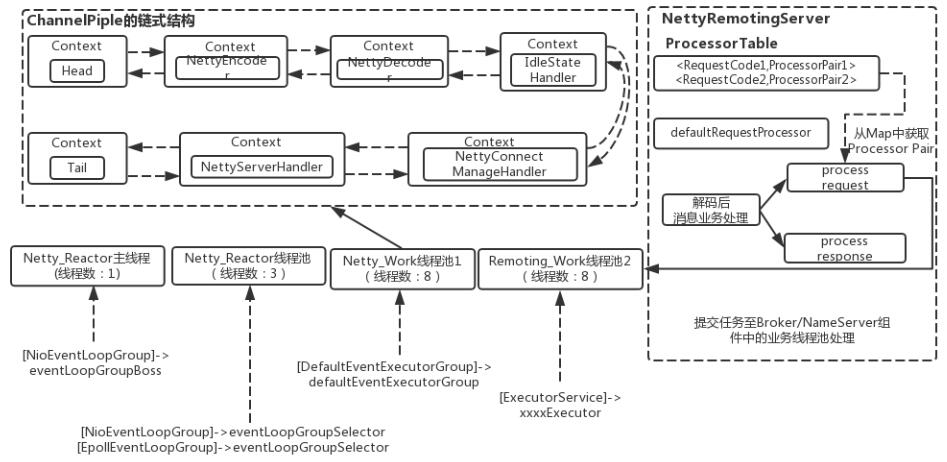 ChannelPiple的链式结构
Context
Head
Context
NettyEncode
r
Context
NettyDecode
r
Context
IdleState
Handler
Context
Tail
Context
NettyServerHandler
Context
NettyConnect
ManageHandler
NettyRemotingServer
ProcessorTable
<RequestCode1,ProcessorPair1>
<RequestCode2,ProcessorPair2>
defaultRequestProcessor
从Map中获取
Processor Pair
解码后
消息业务处理
process
request
process
response
提交任务至Broker/NameServer组
件中的业务线程池处理
Netty_Reactor主线程
(线程数：1)
Netty_Reactor线程池
（线程数：3 ）
Netty_Work线程池1
（线程数：8）
Remoting_Work线程池2
（线程数：8）
[NioEventLoopGroup]->
eventLoopGroupBoss
[DefaultEventExecutorGroup]->
defaultEventExecutorGroup
[ExecutorService]->
xxxxExecutor
[NioEventLoopGroup]->eventLoopGroupSelector
[EpollEventLoopGroup]->eventLoopGroupSelector